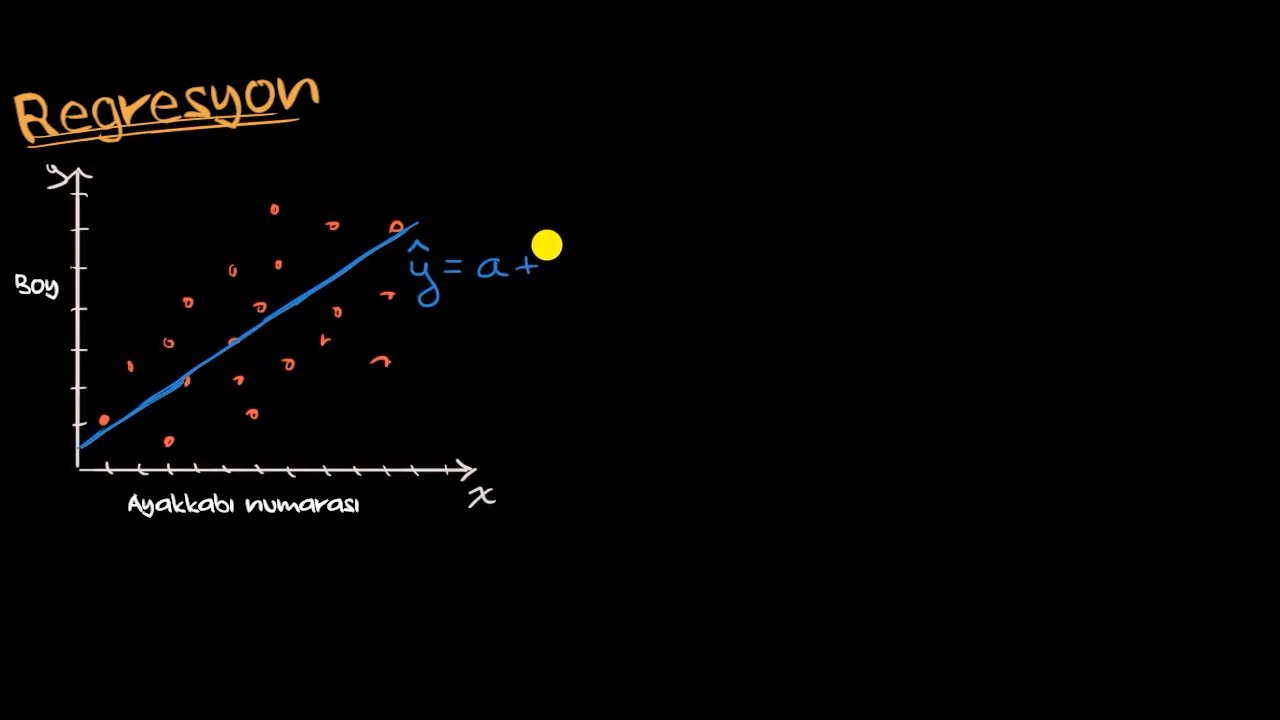 Regresyon
y
Boy
ŷ = a +
x
Ayakkabı numarası